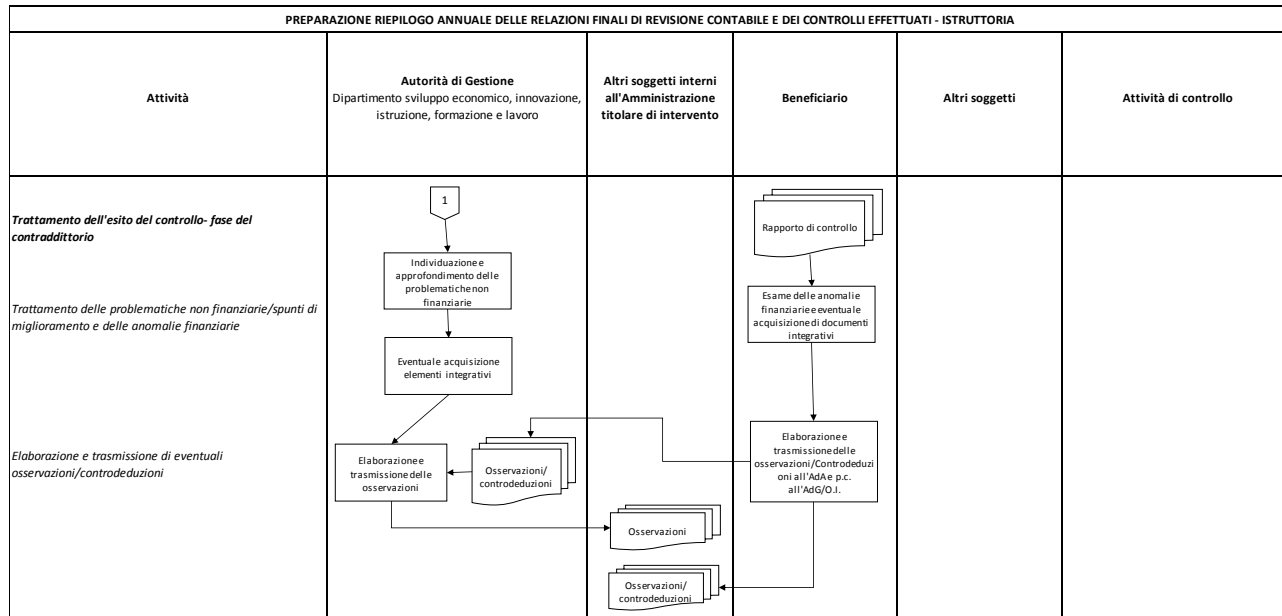 PREPARAZIONE RIEPILOGO ANNUALE DELLE RELAZIONI FINALI DI REVISIONE CONTABILE E DEI CONTROLLI EFFETTUATI - ISTRUTTORIA
Attività
Autorità di Gestione
Dipartimento sviluppo economico, innovazione,
istruzione, formazione e lavoro
Altri soggetti interni
all'Amministrazione
titolare di intervento
Beneficiario
Altri soggetti
Attività di controllo
Trattamento dell'esito del controllo- fase del
contraddittorio
1
Rapporto di controllo
Individuazione e
approfondimento delle
problematiche non
finanziarie
Trattamento delle problematiche non finanziarie/spunti di
miglioramento e delle anomalie finanziarie
Esame delle anomalie
finanziarie e eventuale
acquisizione di documenti
integrativi
Eventuale acquisizione
elementi integrativi
Elaborazione e trasmissione di eventuali
osservazioni/controdeduzioni
Elaborazione e
trasmissione delle
osservazioni
Osservazioni/
controdeduzioni
Elaborazione e
trasmissione delle
osservazioni/Controdeduzi
oni all'AdA e p.c.
all'AdG/O.I.
Osservazioni
Osservazioni/
controdeduzioni